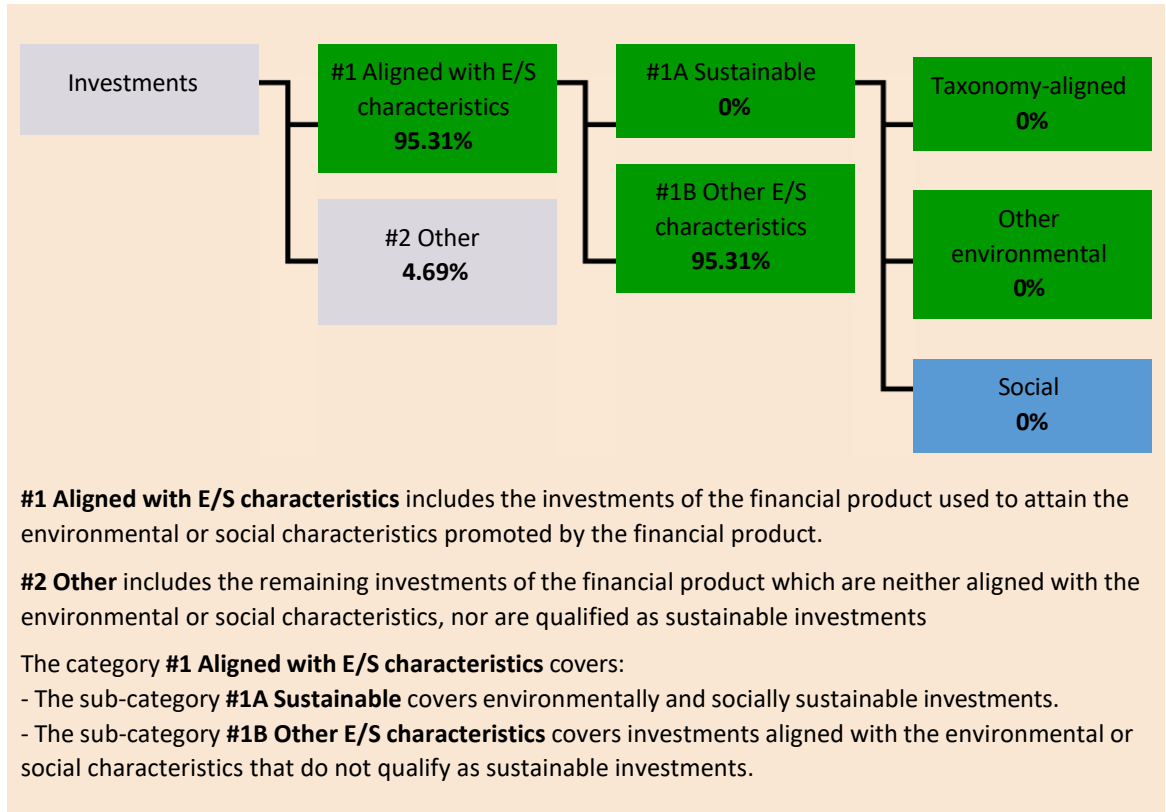 Investments
#1 Aligned with E/S
characteristics
95.31%
#2 Other
4.69%
#1A Sustainable
0%
#1B Other E/S
characteristics
95.31%
Taxonomy-aligned
0%
Other
environmental
0%
Social
0%
#1 Aligned with E/S characteristics includes the investments of the financial product used to attain the
environmental or social characteristics promoted by the financial product.
#2 Other includes the remaining investments of the financial product which are neither aligned with the
environmental or social characteristics, nor are qualified as sustainable investments
The category #1 Aligned with E/S characteristics covers:
- The sub-category #1A Sustainable covers environmentally and socially sustainable investments.
- The sub-category #1B Other E/S characteristics covers investments aligned with the environmental or
social characteristics that do not qualify as sustainable investments.